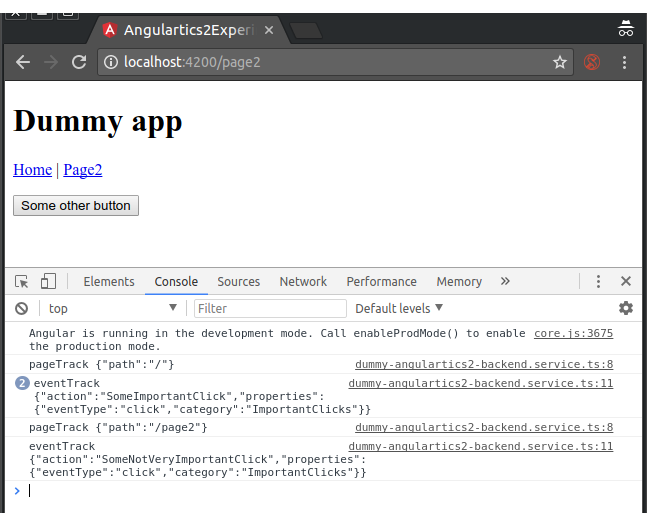 Angulartics2Experi
localhost:4200/page2
Dummy app
Home | Page2
Some other button
Elements Console Sources Network Performance Memory »
top Filter Default levels
Angular is running in the development mode. Call enableProdMode() to enable core.js:3675
the production mode.
pageTrack {"path":"/"} dummy-angulartics2-backend.service.ts:8
2 eventTrack dummy-angulartics2-backend.service.ts:11
{"action":"SomeImportantClick","properties":
{"eventType":"click","category":"ImportantClicks"}}
pageTrack {"path":"/page2"} dummy-angulartics2-backend.service.ts:8
eventTrack dummy-angulartics2-backend.service.ts:11
{"action":"SomeNotVeryImportantClick","properties":
{"eventType":"click","category":"ImportantClicks"}}